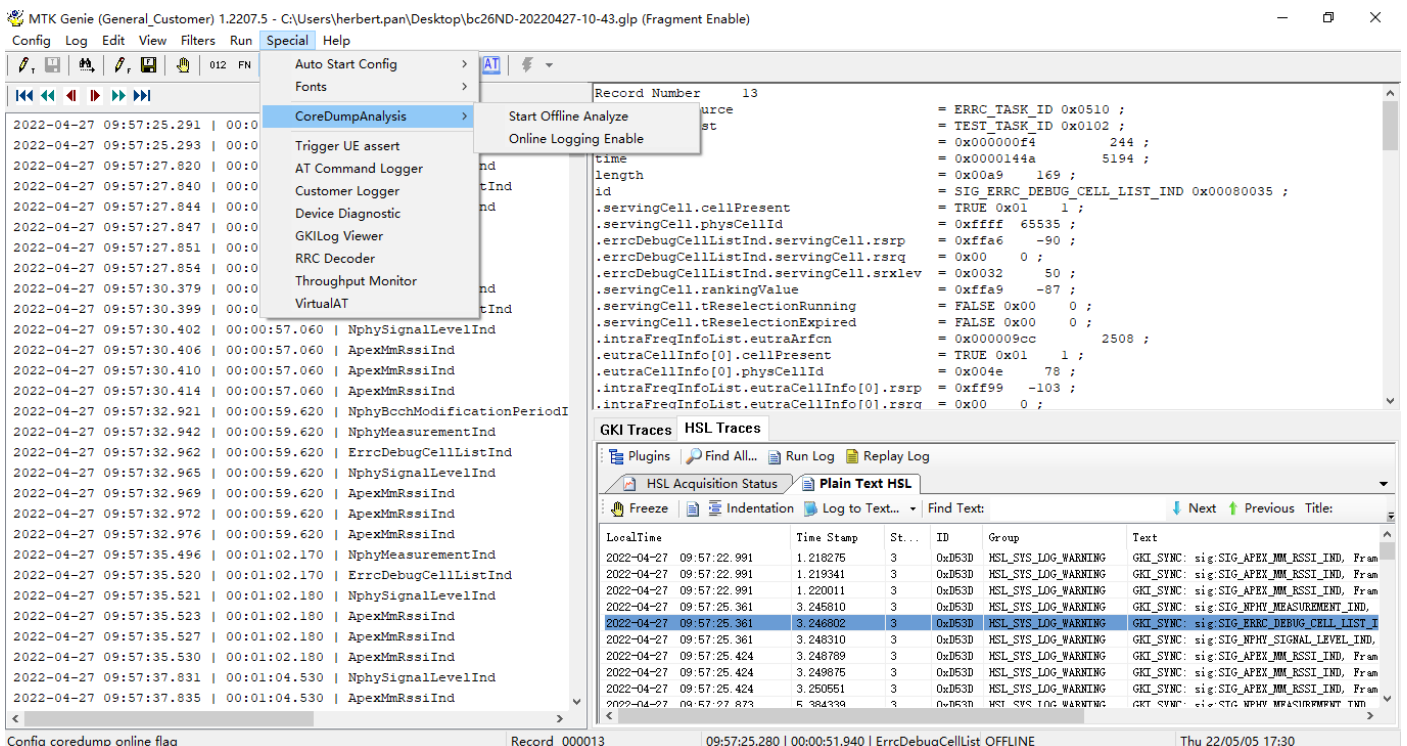 MTK Genie (General_Customer) 1.2207.5 - C:\Users\herbert.pan\Desktop\bc26ND-20220427-10-43.glp (Fragment Enable)
Config Log Edit View Filters Run Special Help
012 FN AT
Auto Start Config
Fonts
CoreDumpAnalysis
Trigger UE assert
AT Command Logger
Customer Logger
Device Diagnostic
GKILog Viewer
RRC Decoder
Throughput Monitor
VirtualAT
Start Offline Analyze
Online Logging Enable
2022-04-27 09:57:25.291 | 00:0
2022-04-27 09:57:25.293 | 00:0
2022-04-27 09:57:27.820 | 00:0 nd
2022-04-27 09:57:27.840 | 00:0 tInd
2022-04-27 09:57:27.844 | 00:0 nd
2022-04-27 09:57:27.847 | 00:0
2022-04-27 09:57:27.851 | 00:0
2022-04-27 09:57:27.854 | 00:0
2022-04-27 09:57:30.379 | 00:0 nd
2022-04-27 09:57:30.399 | 00:0 tInd
2022-04-27 09:57:30.402 | 00:00:57.060 | NphySignalLevelInd
2022-04-27 09:57:30.406 | 00:00:57.060 | ApexMmRssiInd
2022-04-27 09:57:30.410 | 00:00:57.060 | ApexMmRssiInd
2022-04-27 09:57:30.414 | 00:00:57.060 | ApexMmRssiInd
2022-04-27 09:57:32.921 | 00:00:59.620 | NphyBcchModificationPeriodI
2022-04-27 09:57:32.942 | 00:00:59.620 | NphyMeasurementInd
2022-04-27 09:57:32.962 | 00:00:59.620 | ErrcDebugCellListInd
2022-04-27 09:57:32.965 | 00:00:59.620 | NphySignalLevelInd
2022-04-27 09:57:32.969 | 00:00:59.620 | ApexMmRssiInd
2022-04-27 09:57:32.972 | 00:00:59.620 | ApexMmRssiInd
2022-04-27 09:57:32.976 | 00:00:59.620 | ApexMmRssiInd
2022-04-27 09:57:35.496 | 00:01:02.170 | NphyMeasurementInd
2022-04-27 09:57:35.520 | 00:01:02.170 | ErrcDebugCellListInd
2022-04-27 09:57:35.521 | 00:01:02.180 | NphySignalLevelInd
2022-04-27 09:57:35.523 | 00:01:02.180 | ApexMmRssiInd
2022-04-27 09:57:35.527 | 00:01:02.180 | ApexMmRssiInd
2022-04-27 09:57:35.530 | 00:01:02.180 | ApexMmRssiInd
2022-04-27 09:57:37.831 | 00:01:04.530 | NphySignalLevelInd
2022-04-27 09:57:37.835 | 00:01:04.530 | ApexMmRssiInd
Record Number 13
urce = ERRC_TASK_ID 0x0510 ;
st = TEST_TASK_ID 0x0102 ;
= 0x000000f4 244 ;
time = 0x0000144a 5194 ;
length = 0x00a9 169 ;
id = SIG_ERRC_DEBUG_CELL_LIST_IND 0x00080035 ;
.servingCell.cellPresent = TRUE 0x01 1 ;
.servingCell.physCellId = 0xffff 65535 ;
.errcDebugCellListInd.servingCell.rsrp = 0xffa6 -90 ;
.errcDebugCellListInd.servingCell.rsrq = 0x00 0 ;
.errcDebugCellListInd.servingCell.srxlev = 0x0032 50 ;
.servingCell.rankingValue = 0xffa9 -87 ;
.servingCell.tReselectionRunning = FALSE 0x00 0 ;
.servingCell.tReselectionExpired = FALSE 0x00 0 ;
.intraFreqInfoList.eutraArfcn = 0x000009cc 2508 ;
.eutraCellInfo[0].cellPresent = TRUE 0x01 1 ;
.eutraCellInfo[0].physCellId = 0x004e 78 ;
.intraFreqInfoList.eutraCellInfo[0].rsrp = 0xff99 -103 ;
.intraFreqInfoList.eutraCellInfo[0].rsrq = 0x00 0 ;
GKI Traces HSL Traces
Plugins Find All... Run Log Replay Log
HSL Acquisition Status Plain Text HSL
Freeze Indentation Log to Text... Find Text: Next Previous Title:
LocalTime Time Stamp St... ID Group Text
2022-04-27 09:57:22.991 1.218275 3 0xD53D HSL_SYS_LOG_WARNING GKI_SYNC: sig:SIG_APEX_MM_RSSI_IND, Fram
2022-04-27 09:57:22.991 1.219341 3 0xD53D HSL_SYS_LOG_WARNING GKI_SYNC: sig:SIG_APEX_MM_RSSI_IND, Fram
2022-04-27 09:57:22.991 1.220011 3 0xD53D HSL_SYS_LOG_WARNING GKI_SYNC: sig:SIG_APEX_MM_RSSI_IND, Fram
2022-04-27 09:57:25.361 3.245810 3 0xD53D HSL_SYS_LOG_WARNING GKI_SYNC: sig:SIG_NPHY_MEASUREMENT_IND,
2022-04-27 09:57:25.361 3.246802 3 0xD53D HSL_SYS_LOG_WARNING GKI_SYNC: sig:SIG_ERRC_DEBUG_CELL_LIST_I
2022-04-27 09:57:25.361 3.248310 3 0xD53D HSL_SYS_LOG_WARNING GKI_SYNC: sig:SIG_NPHY_SIGNAL_LEVEL_IND,
2022-04-27 09:57:25.424 3.248789 3 0xD53D HSL_SYS_LOG_WARNING GKI_SYNC: sig:SIG_APEX_MM_RSSI_IND, Fram
2022-04-27 09:57:25.424 3.249875 3 0xD53D HSL_SYS_LOG_WARNING GKI_SYNC: sig:SIG_APEX_MM_RSSI_IND, Fram
2022-04-27 09:57:25.424 3.250551 3 0xD53D HSL_SYS_LOG_WARNING GKI_SYNC: sig:SIG_APEX_MM_RSSI_IND, Fram
2022-04-27 09:57:27.873 5.384339 3 0xD53D HSL_SYS_LOG_WARNING GKI_SYNC: sig:SIG_NPHY_MEASUREMENT_IND
Config coredump online flag Record 000013 09:57:25.280 | 00:00:51.940 | ErrcDebugCellList OFFLINE Thu 22/05/05 17:30